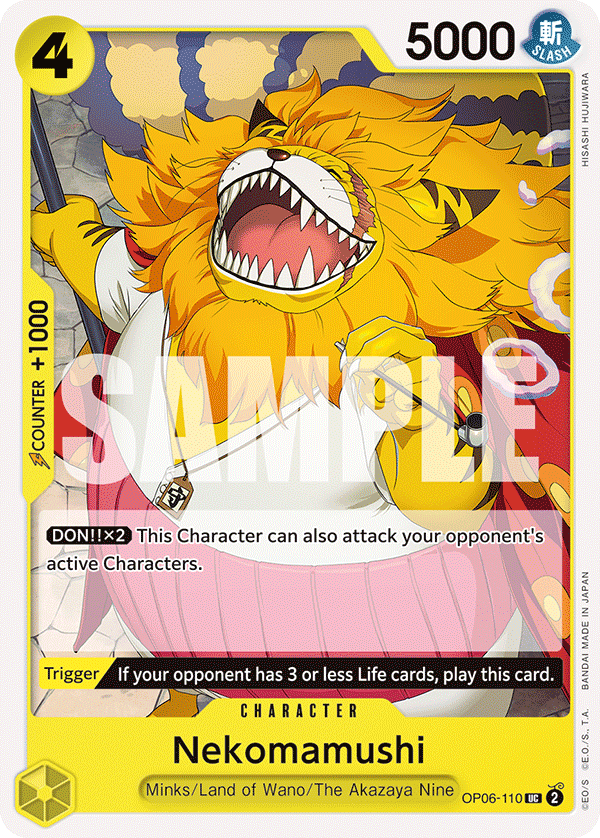 4
5000
斬
SLASH
HISASHI HUJIWARA
COUNTER +1000
SAMPLE
DON!!×2 This Character can also attack your opponent's
active Characters.
Trigger If your opponent has 3 or less Life cards, play this card.
CHARACTER
Nekomamushi
Minks/Land of Wano/The Akazaya Nine
OP06-110 UC 2
©E.O/S ©E.O./S., T.A. BANDAI MADE IN JAPAN